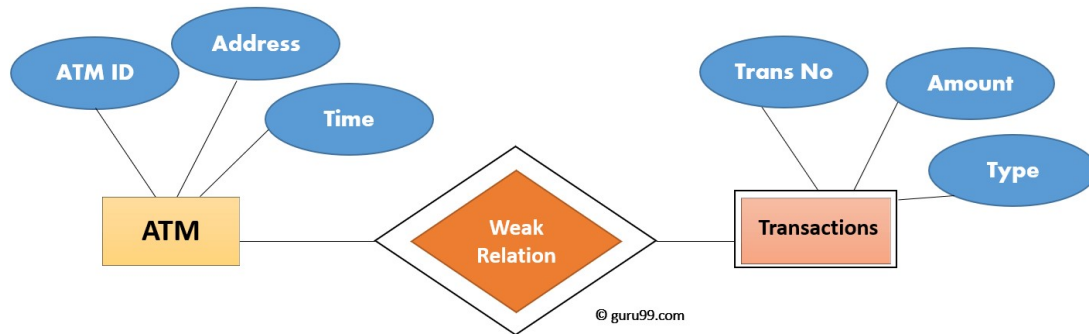 ATM ID
Address
Time
ATM
Weak
Relation
Trans No
Amount
Type
Transactions
© guru99.com